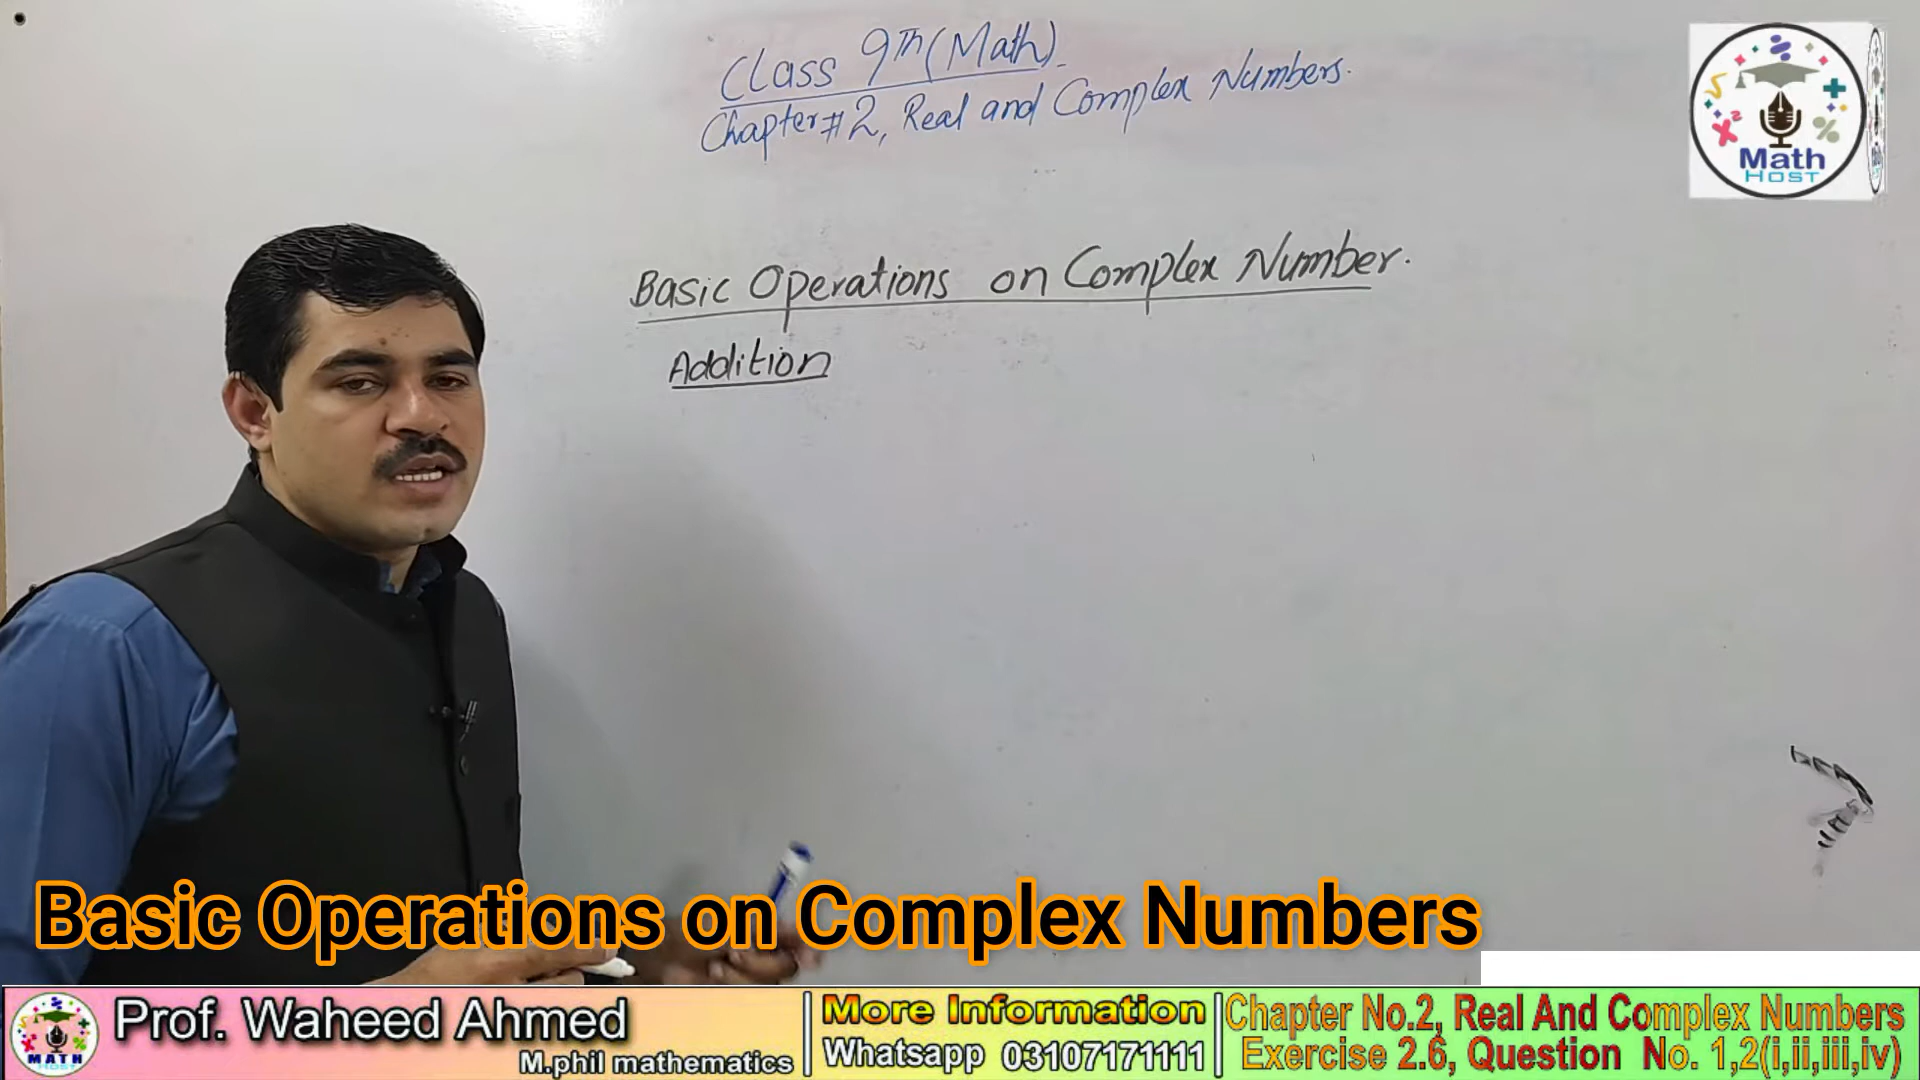 Class 9th (Math)
Chapter # 2, Real and Complex Numbers.
Math
HOST
Basic Operations on Complex Number.
Addition
Basic Operations on Complex Numbers
MATH
HOST
Prof. Waheed Ahmed
M.phil mathematics
More Information
Whatsapp 03107171111
Chapter No.2, Real And Complex Numbers
Exercise 2.6, Question No. 1,2(i,ii,iii,iv)